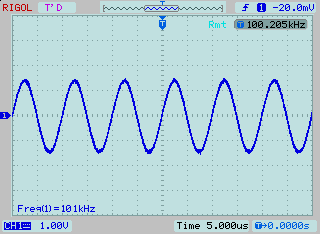 RIGOL T'D 1 -20.0mV
T
Rmt T 100.205kHz
1
Freq(1)=101kHz
CH1 1.00V Time 5.000us T→0.0000s